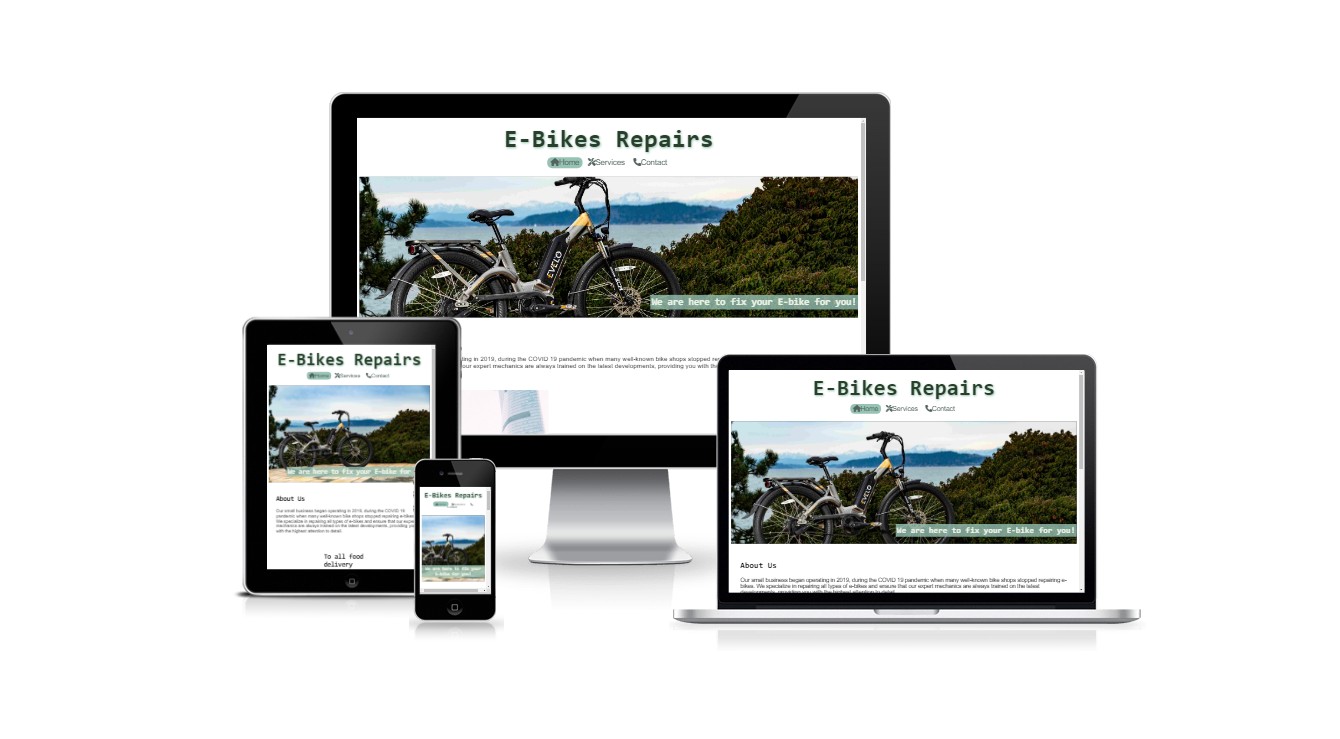 E-Bikes Repairs
Home Services Contact
EVELO
We are here to fix your E-bike for you!
ting in 2019, during the COVID 19 pandemic when many well-known bike shops stopped re
our expert mechanics are always trained on the latest developments, providing you with the
E-Bikes Repairs
Home Services Contact
We are here to fix your E-bike for
About Us
Our small business began operating in 2019, during the COVID 19
pandemic when many well-known bike shops stopped repairing e-bikes.
We specialize in repairing all types of e-bikes and ensure that our expert
mechanics are always trained on the latest developments, providing you
with the highest attention to detail.
To all food
delivery
E-Bikes Repairs
We are here to fix your
E-bike for you!
E-Bikes Repairs
Home Services Contact
EVELO
We are here to fix your E-bike for you!
About Us
Our small business began operating in 2019, during the COVID 19 pandemic when many well-known bike shops stopped repairing e-
bikes. We specialize in repairing all types of e-bikes and ensure that our expert mechanics are always trained on the latest
developments, providing you with the highest attention to detail.